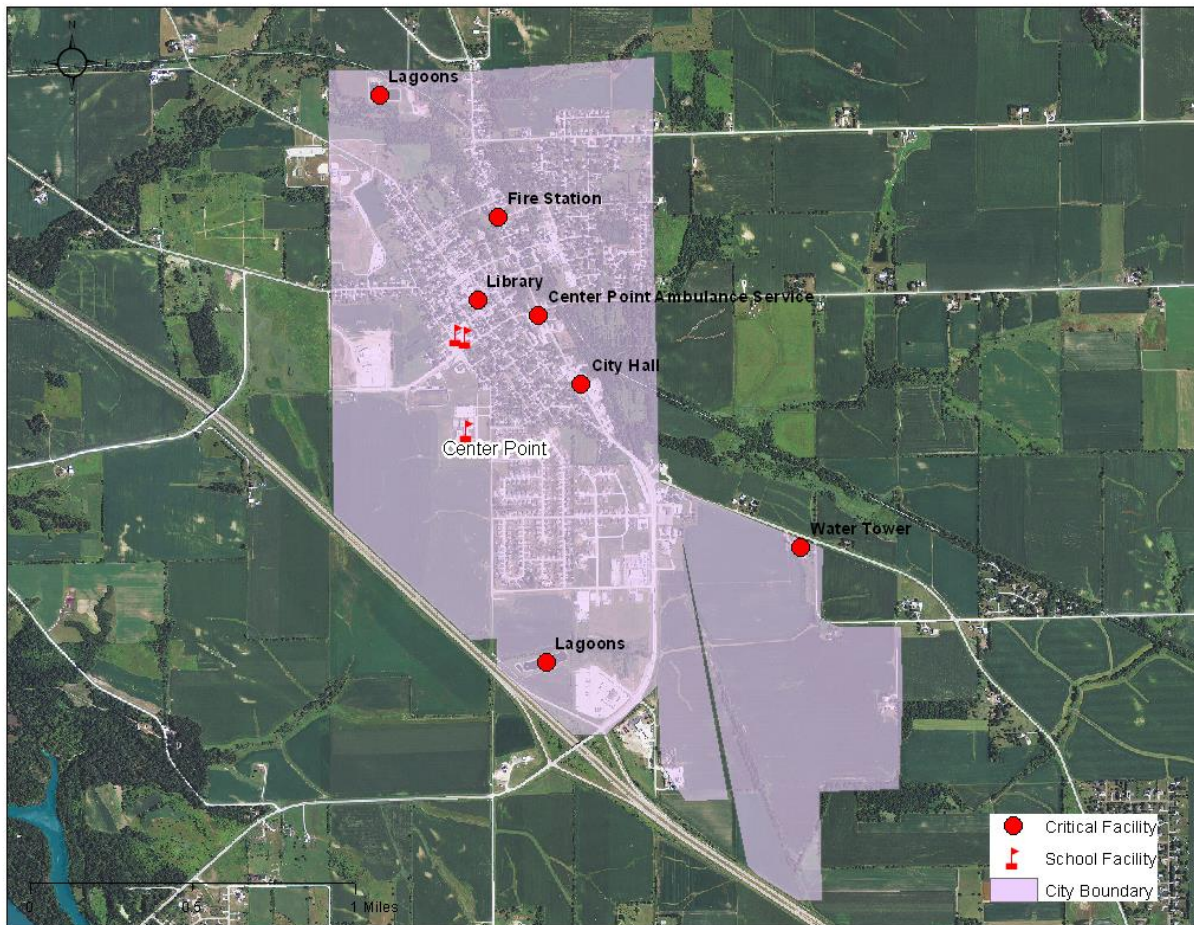 N
Lagoons
Fire Station
Library
Center Point Ambulance Service
City Hall
Center Point
Water Tower
Lagoons
Critical Facility
School Facility
City Boundary
0 0.5 1 Miles